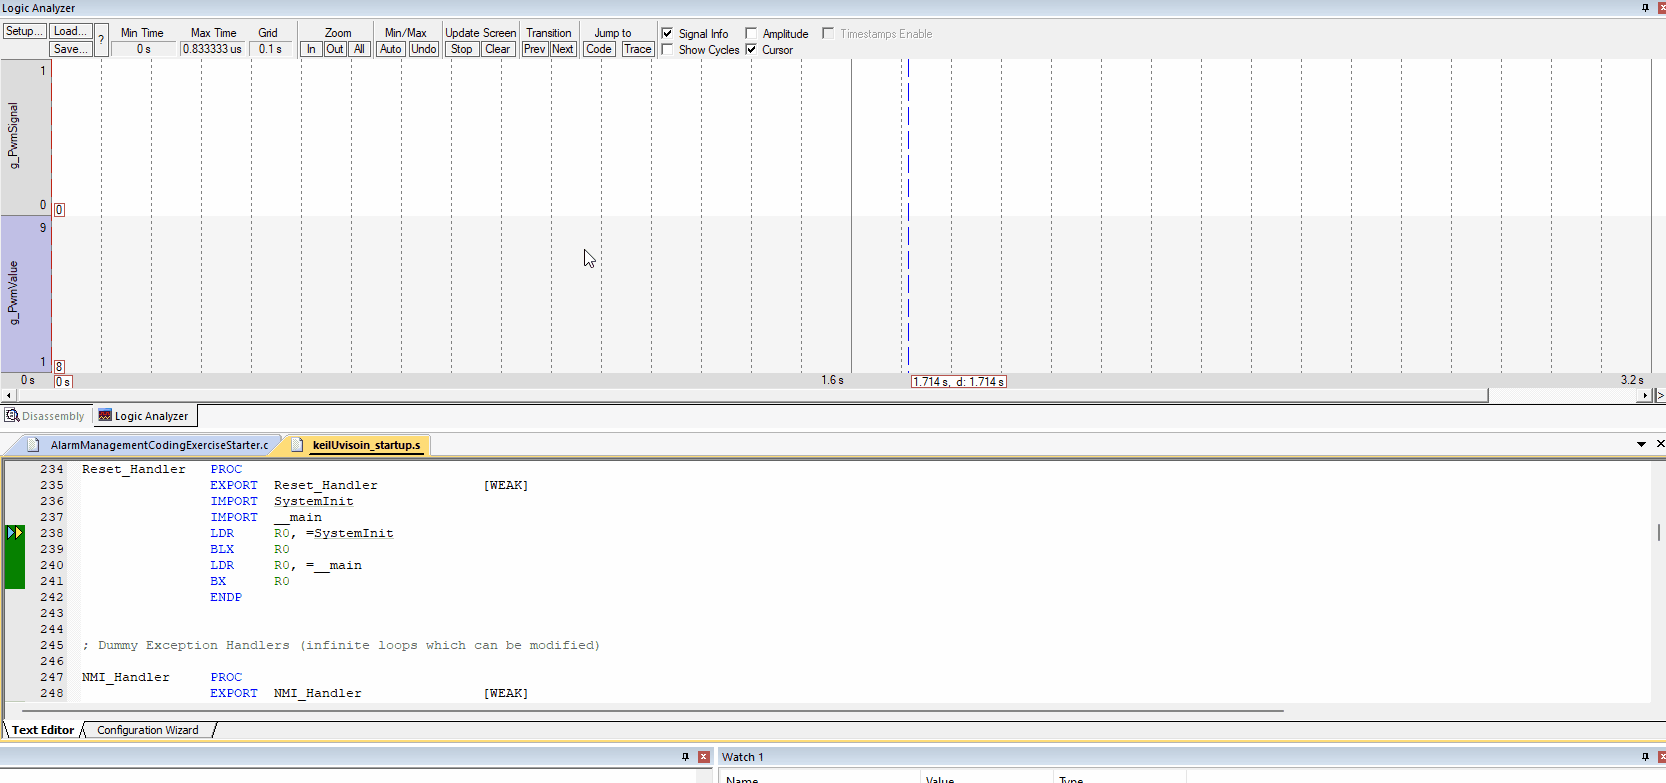 Logic Analyzer
Setup... Load... Save... ? Min Time 0 s Max Time 0.833333 us Grid 0.1 s Zoom In Out All Min/Max Auto Undo Update Screen Stop Clear Transition Prev Next Jump to Code Trace Signal Info Show Cycles Amplitude Cursor Timestamps Enable
1
g_PwmSignal
0
0
9
g_PwmValue
1
8
0 s 0 s 1.6 s 1.714 s, d: 1.714 s 3.2 s
Disassembly Logic Analyzer
AlarmManagementCodingExerciseStarter.c keilUvisoin_startup.s
234 Reset_Handler PROC
235 EXPORT Reset_Handler [WEAK]
236 IMPORT SystemInit
237 IMPORT __main
238 LDR R0, =SystemInit
239 BLX R0
240 LDR R0, =__main
241 BX R0
242 ENDP
243
244
245 ; Dummy Exception Handlers (infinite loops which can be modified)
246
247 NMI_Handler PROC
248 EXPORT NMI_Handler [WEAK]
Text Editor Configuration Wizard
Watch 1
Name Value Type